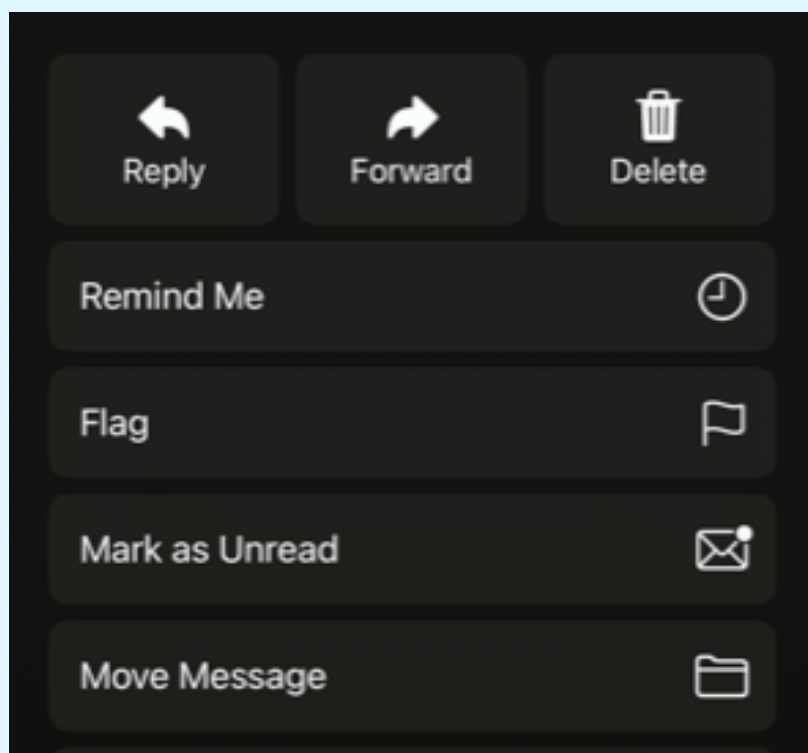 Reply
Forward
Delete
Remind Me
Flag
Mark as Unread
Move Message